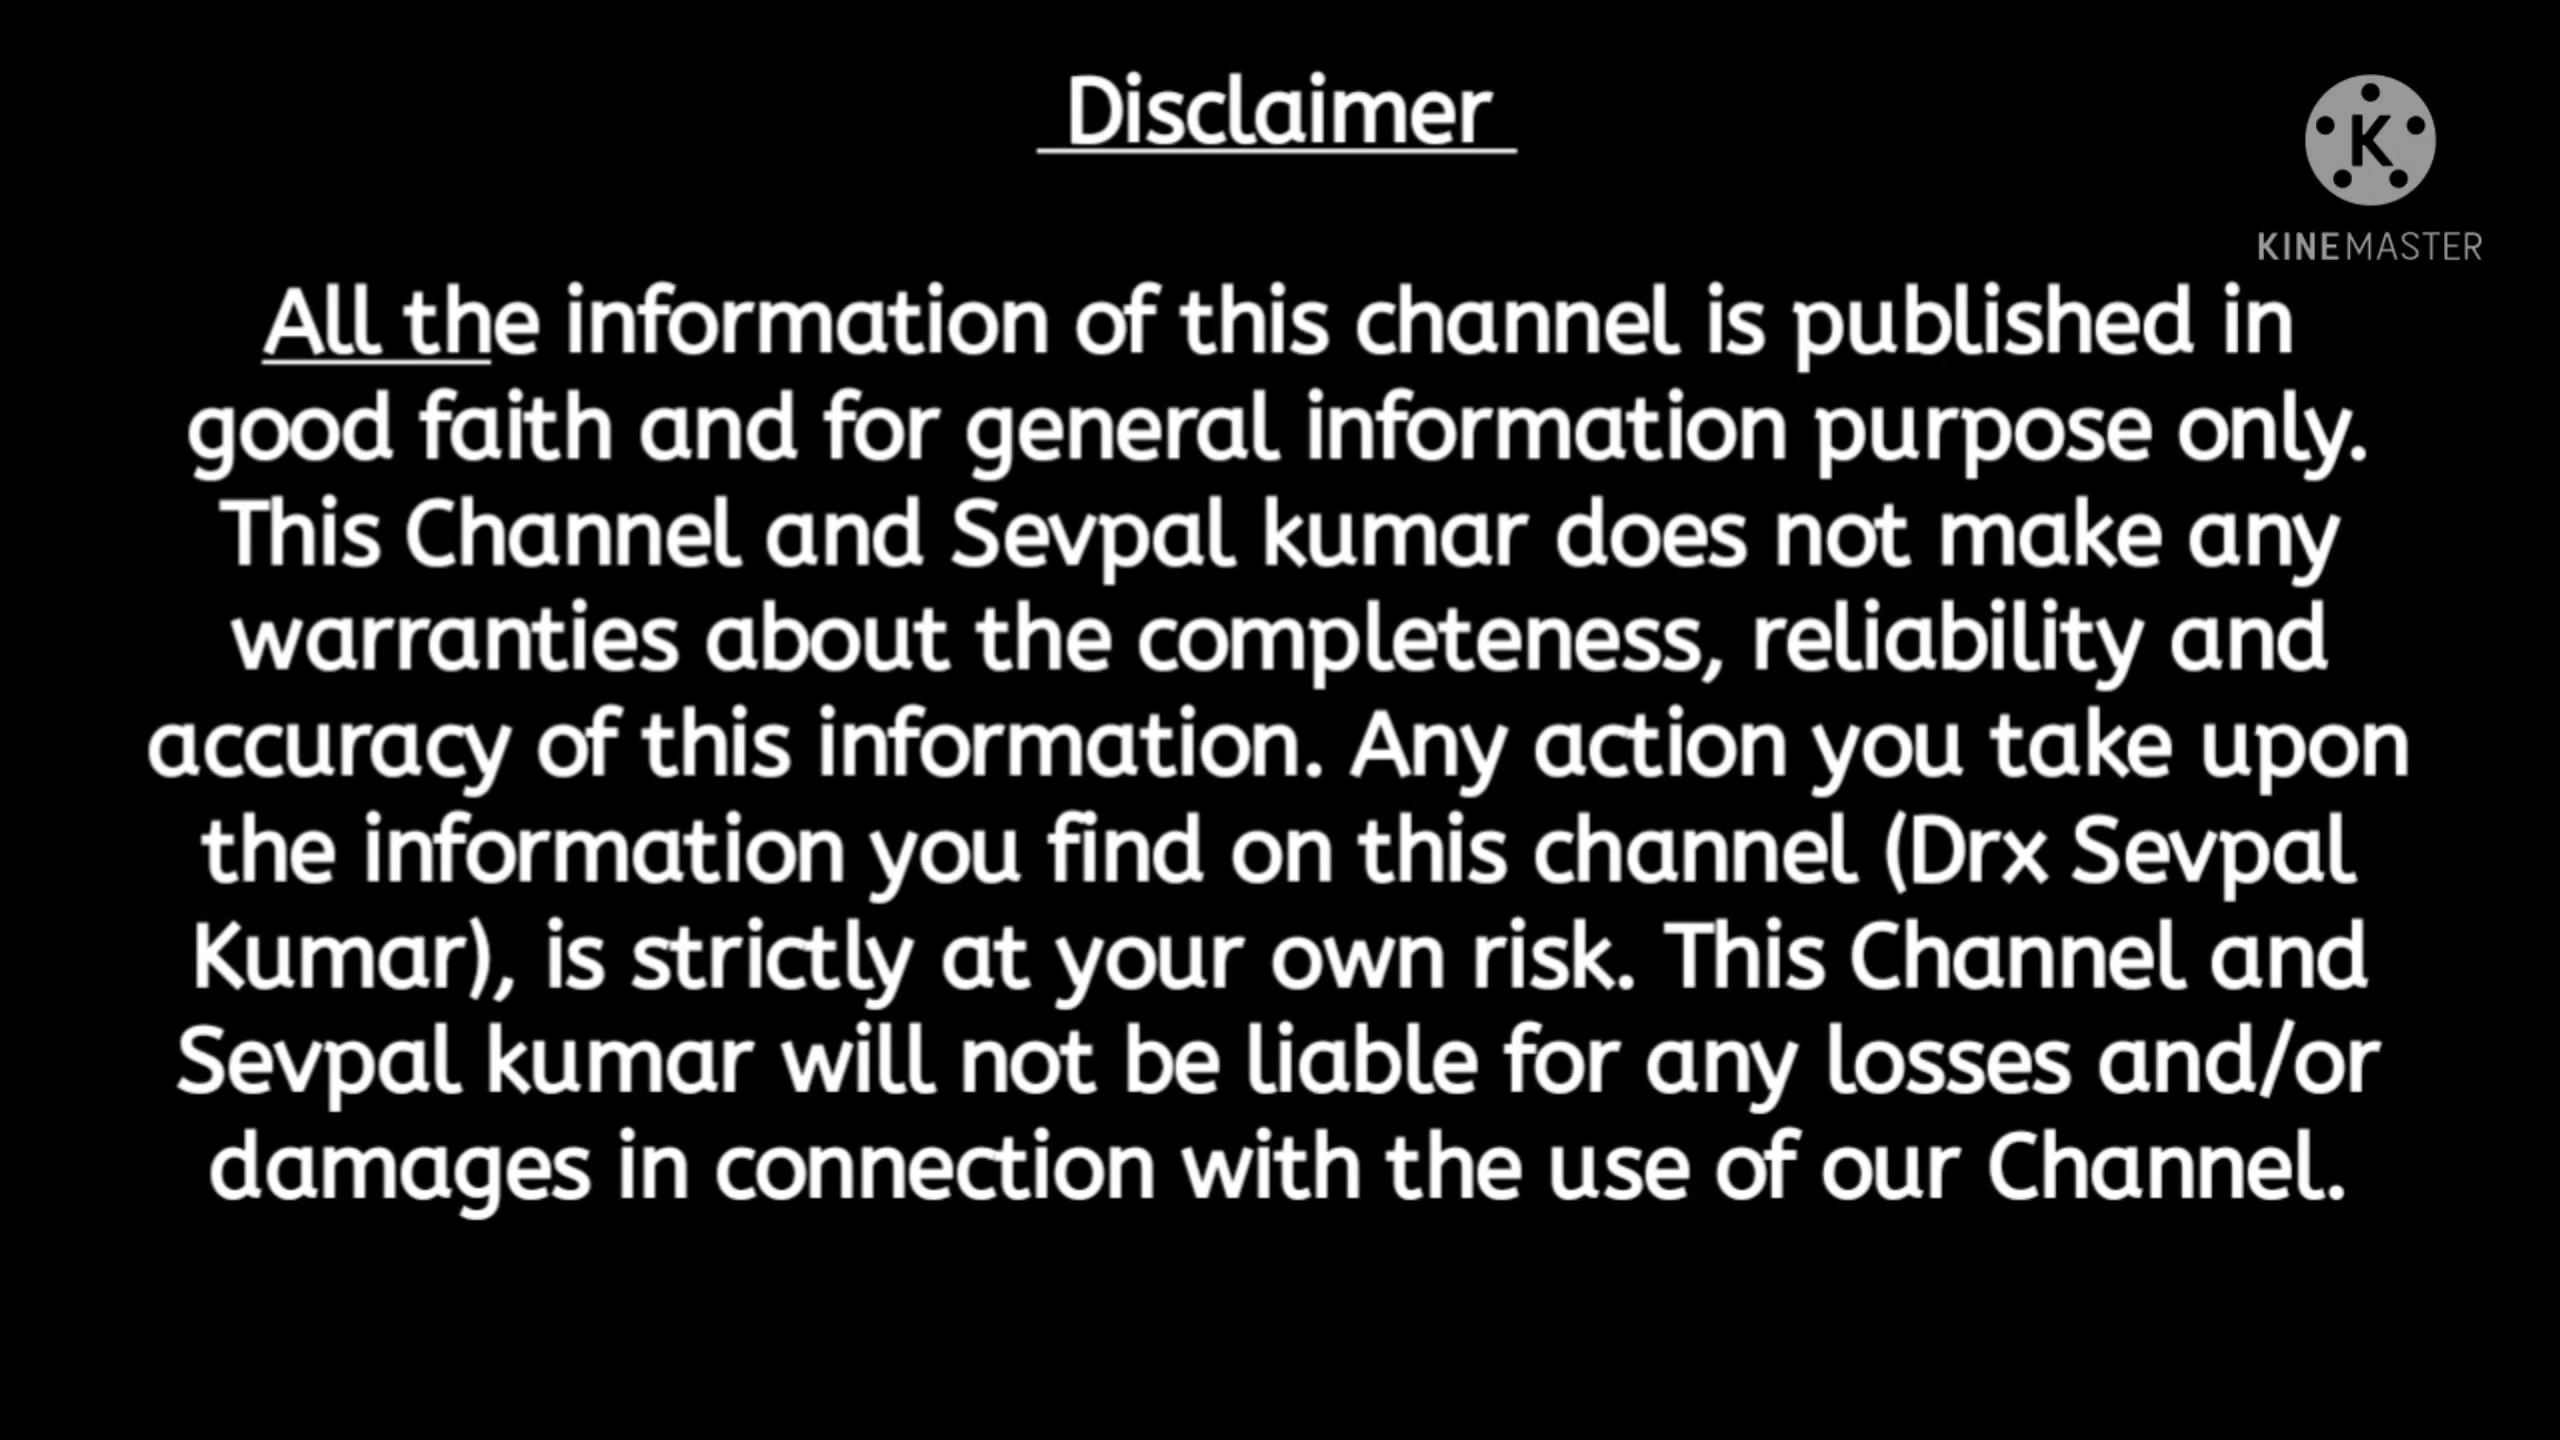 Disclaimer
KINEMASTER
All the information of this channel is published in
good faith and for general information purpose only.
This Channel and Sevpal kumar does not make any
warranties about the completeness, reliability and
accuracy of this information. Any action you take upon
the information you find on this channel (Drx Sevpal
Kumar), is strictly at your own risk. This Channel and
Sevpal kumar will not be liable for any losses and/or
damages in connection with the use of our Channel.